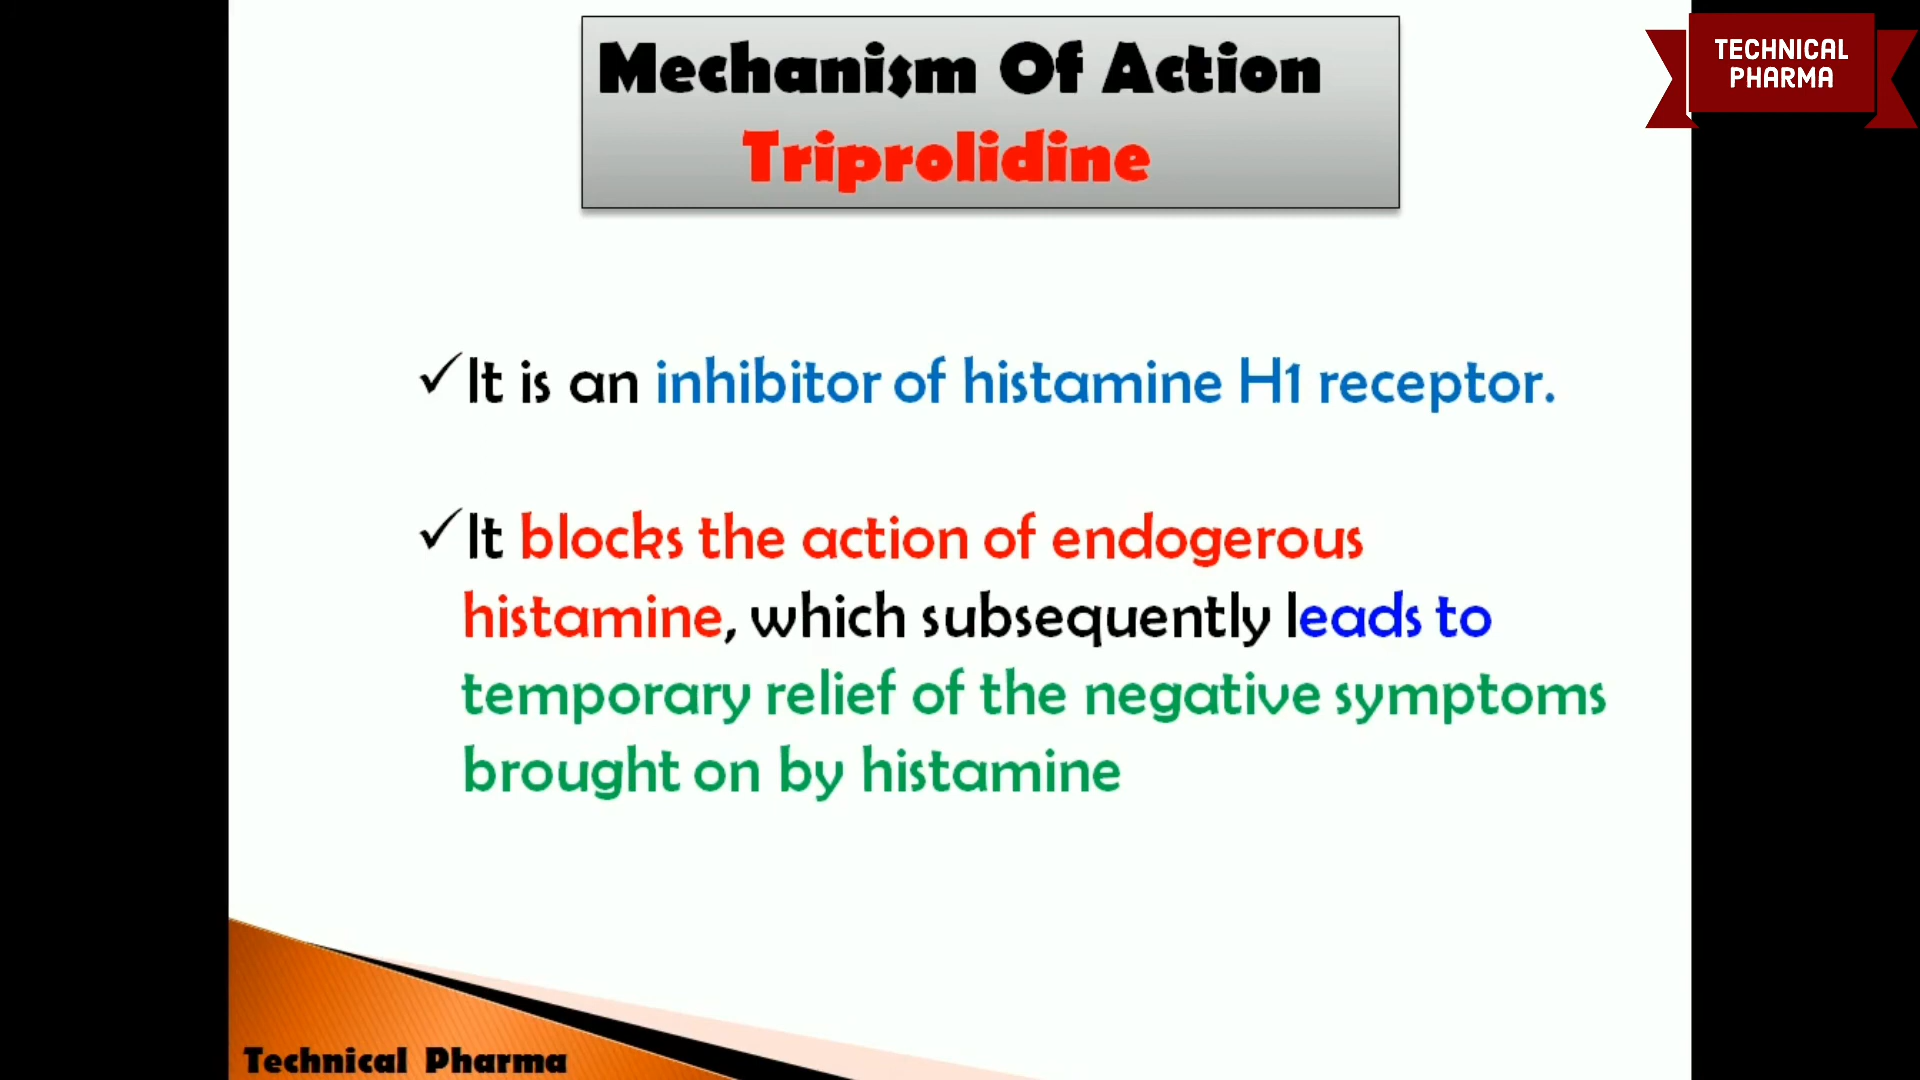 Mechanism Of Action
Triprolidine
TECHNICAL
PHARMA
✓It is an inhibitor of histamine H1 receptor.
✓It blocks the action of endogerous
histamine, which subsequently leads to
temporary relief of the negative symptoms
brought on by histamine
Technical Pharma